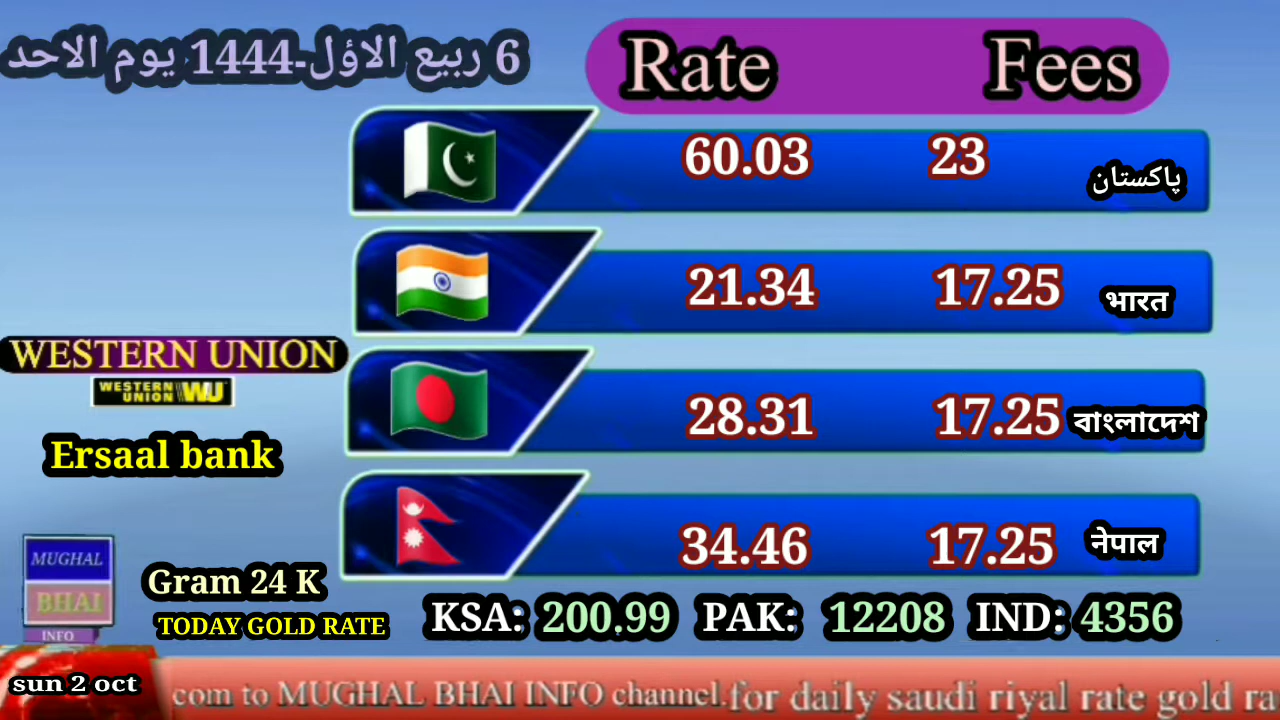 6 ربيع الاؤل-1444 يوم الاحد
Rate Fees
60.03 23 پاکستان
21.34 17.25 भारत
WESTERN UNION
WESTERN UNION WU
28.31 17.25 বাংলাদেশ
Ersaal bank
34.46 17.25 नेपाल
MUGHAL
BHAI
INFO
Gram 24 K
TODAY GOLD RATE
KSA: 200.99 PAK: 12208 IND: 4356
sun 2 oct
com to MUGHAL BHAI INFO channel.for daily saudi riyal rate gold ra